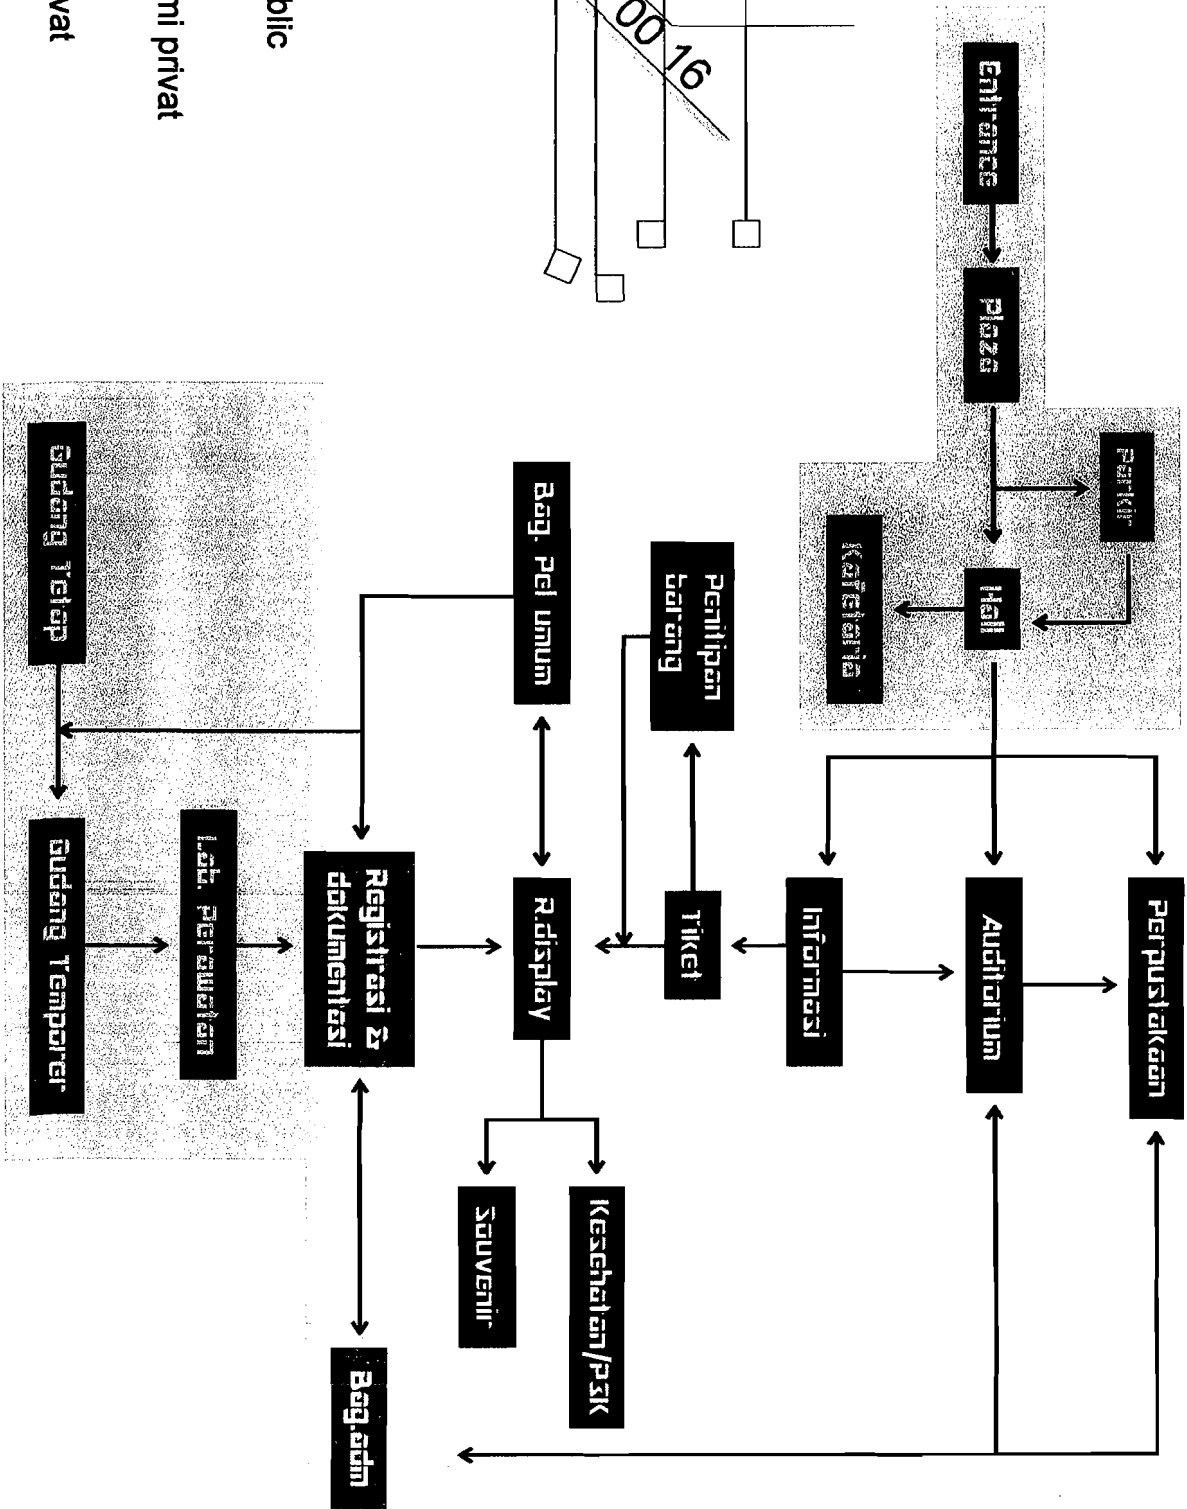 Entrance
Plaza
Parkir
Hall
Kafetaria
Perpustakaan
Auditorium
Informasi
Tiket
Penitipan
barang
R.display
Bag. Pel umum
Kesehatan/P3K
Souvenir
Registrasi &
dokumentasi
Bag.adm
Lab. Perawatan
Gudang Tetap
Gudang Temporer
00 16
blic
mi privat
vat